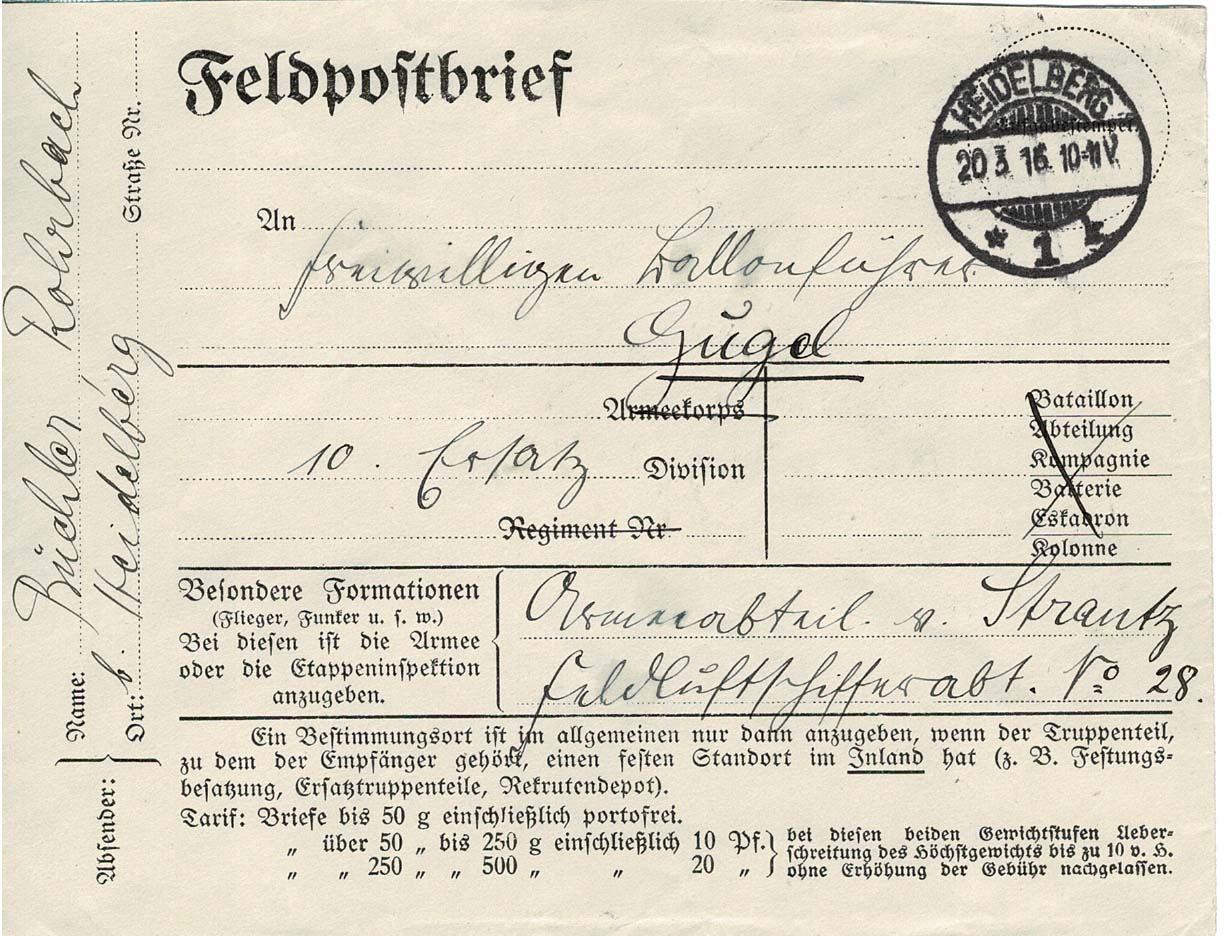 Feldpostbrief
HEIDELBERG
20 3. 16. 10-11 V.
* 1 k
An
freiwilligen Ballonführer
Gugel
Armeekorps
10. Ersatz Division
Regiment Nr.
Bataillon
Abteilung
Kompagnie
Batterie
Eskadron
Kolonne
Besondere Formationen
(Flieger, Funker u. s. w.)
Bei diesen ist die Armee
oder die Etappeninspektion
anzugeben.
Armeeabteil. v. Strantz
Feldluftschifferabt. No 28.
Ein Bestimmungsort ist im allgemeinen nur dann anzugeben, wenn der Truppenteil,
zu dem der Empfänger gehört, einen festen Standort im Inland hat (z. B. Festungs-
besatzung, Ersatztruppenteile, Rekrutendepot).
Tarif: Briefe bis 50 g einschließlich portofrei.
„ über 50 „ bis 250 g einschließlich 10 Pf.
„ „ 250 „ „ 500 „ „ 20 „
bei diesen beiden Gewichtstufen Ueber-
schreitung des Höchstgewichts bis zu 10 v. H.
ohne Erhöhung der Gebühr nachgelassen.
Absender:
Name: Büchler Rohrbach
Ort: b. Heidelberg Straße Nr.